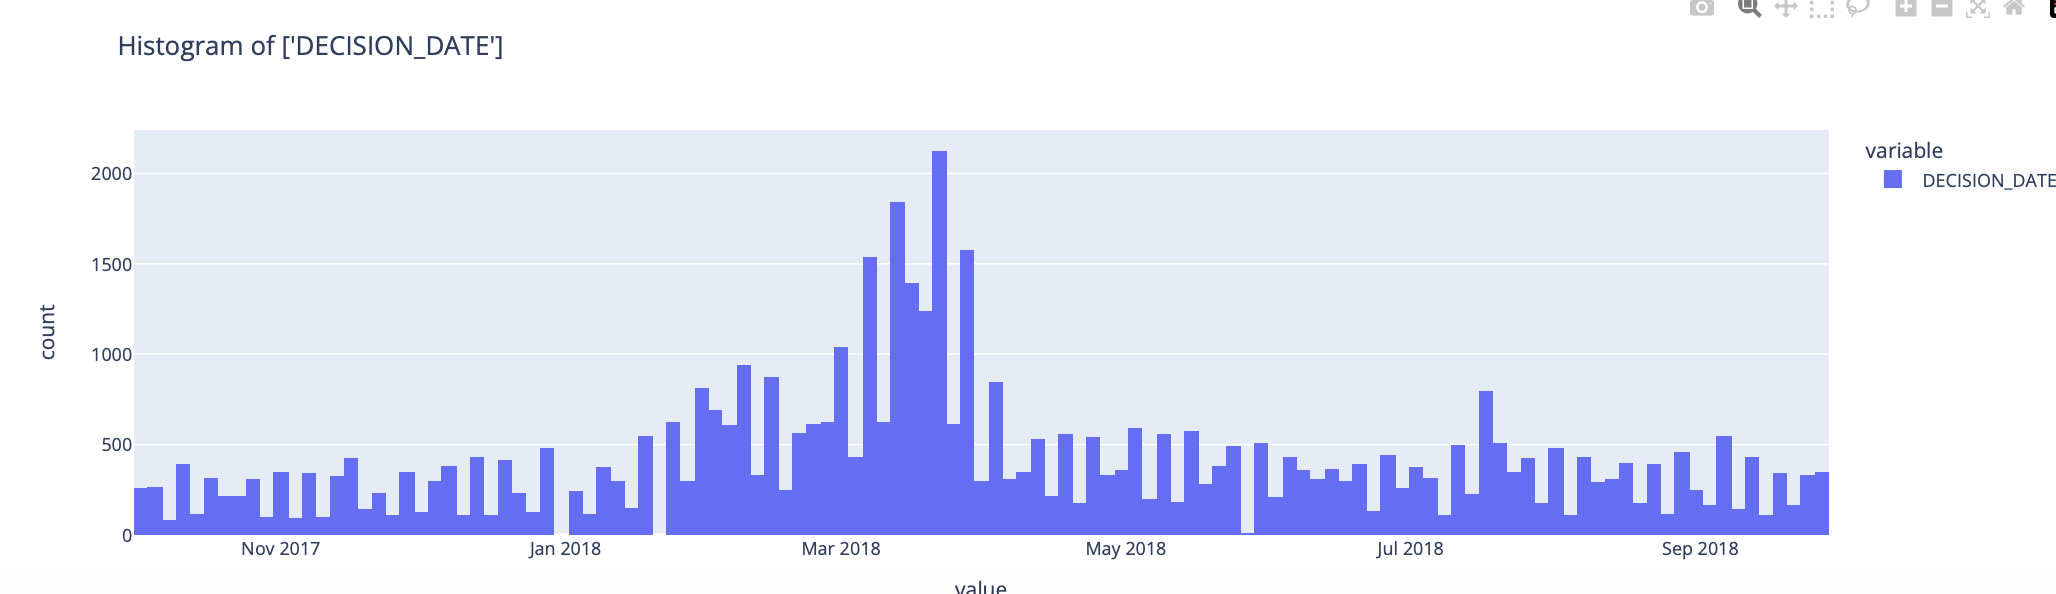 Histogram of ['DECISION_DATE']
2000
1500
1000
500
0
count
Nov 2017
Jan 2018
Mar 2018
May 2018
Jul 2018
Sep 2018
value
variable
DECISION_DATE